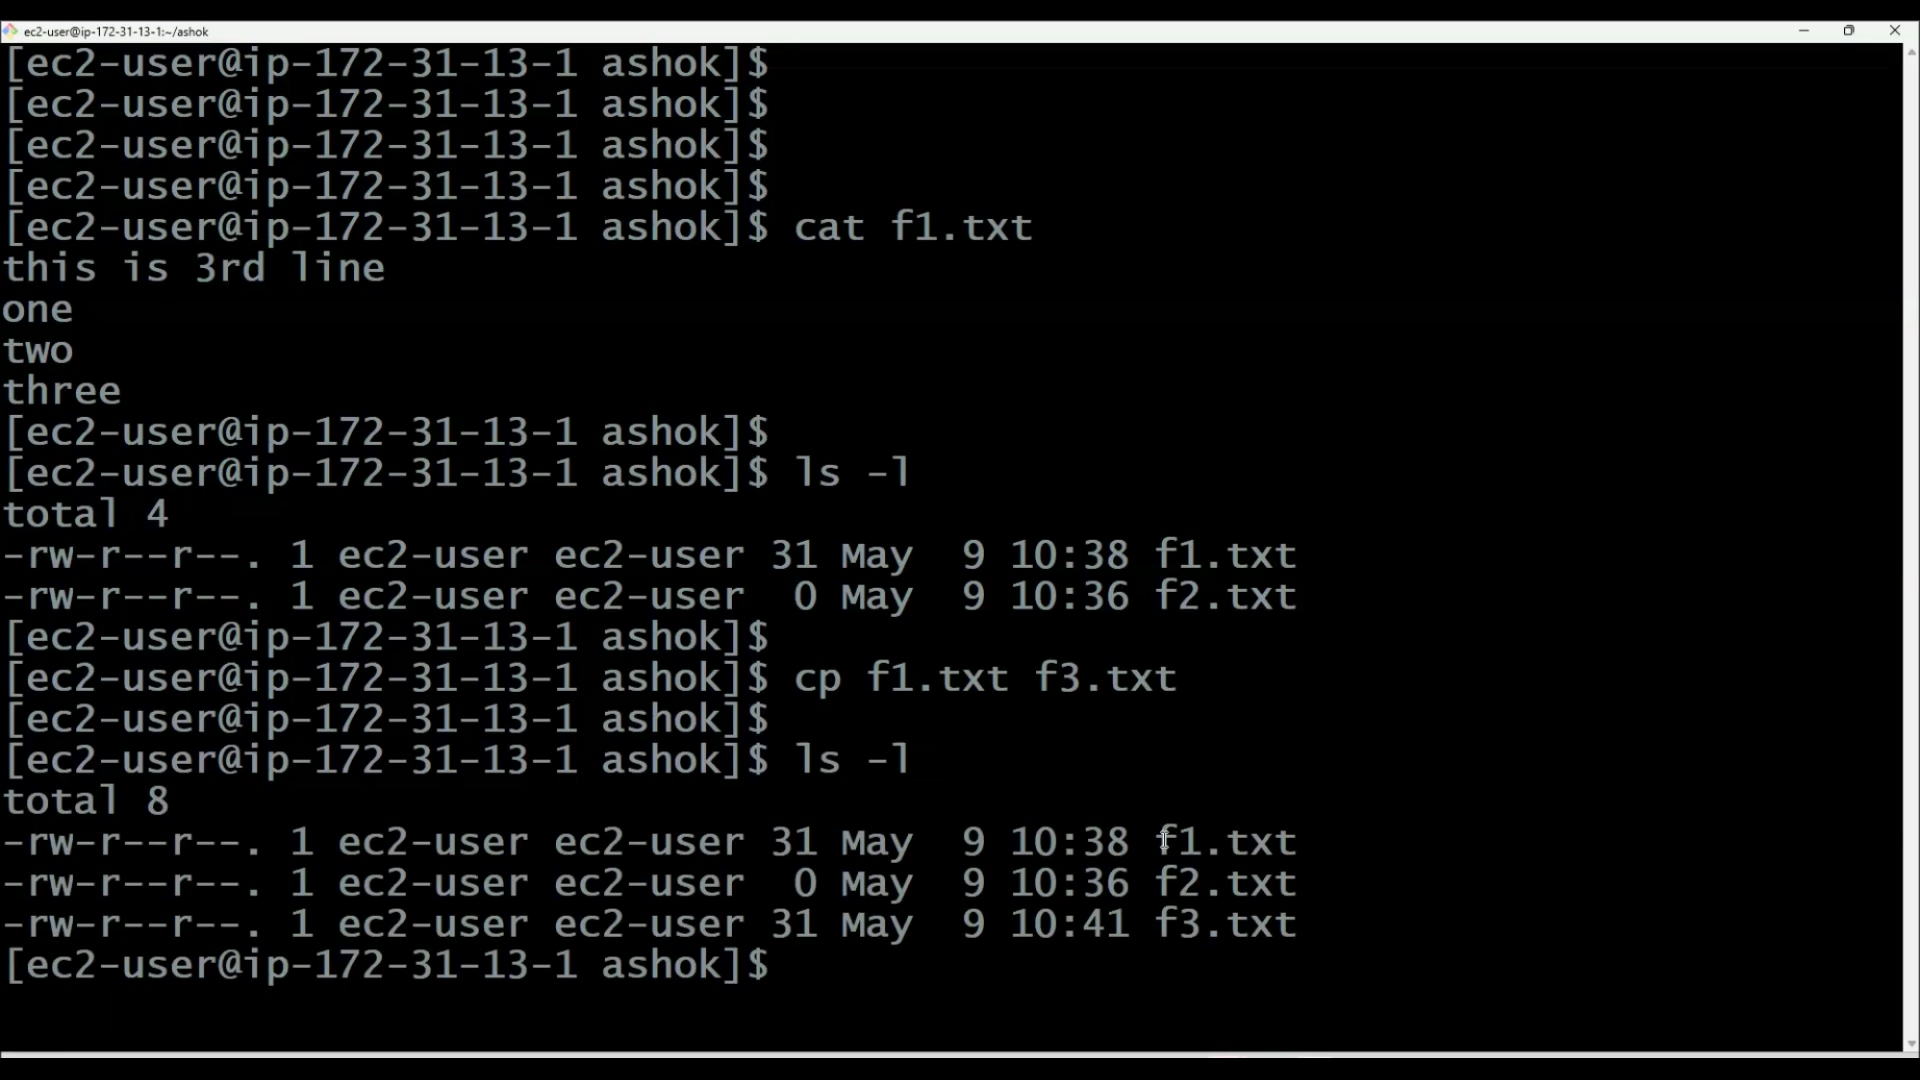 ec2-user@ip-172-31-13-1:~/ashok
[ec2-user@ip-172-31-13-1 ashok]$
[ec2-user@ip-172-31-13-1 ashok]$
[ec2-user@ip-172-31-13-1 ashok]$
[ec2-user@ip-172-31-13-1 ashok]$
[ec2-user@ip-172-31-13-1 ashok]$ cat f1.txt
this is 3rd line
one
two
three
[ec2-user@ip-172-31-13-1 ashok]$
[ec2-user@ip-172-31-13-1 ashok]$ ls -l
total 4
-rw-r--r--. 1 ec2-user ec2-user 31 May  9 10:38 f1.txt
-rw-r--r--. 1 ec2-user ec2-user  0 May  9 10:36 f2.txt
[ec2-user@ip-172-31-13-1 ashok]$
[ec2-user@ip-172-31-13-1 ashok]$ cp f1.txt f3.txt
[ec2-user@ip-172-31-13-1 ashok]$
[ec2-user@ip-172-31-13-1 ashok]$ ls -l
total 8
-rw-r--r--. 1 ec2-user ec2-user 31 May  9 10:38 f1.txt
-rw-r--r--. 1 ec2-user ec2-user  0 May  9 10:36 f2.txt
-rw-r--r--. 1 ec2-user ec2-user 31 May  9 10:41 f3.txt
[ec2-user@ip-172-31-13-1 ashok]$